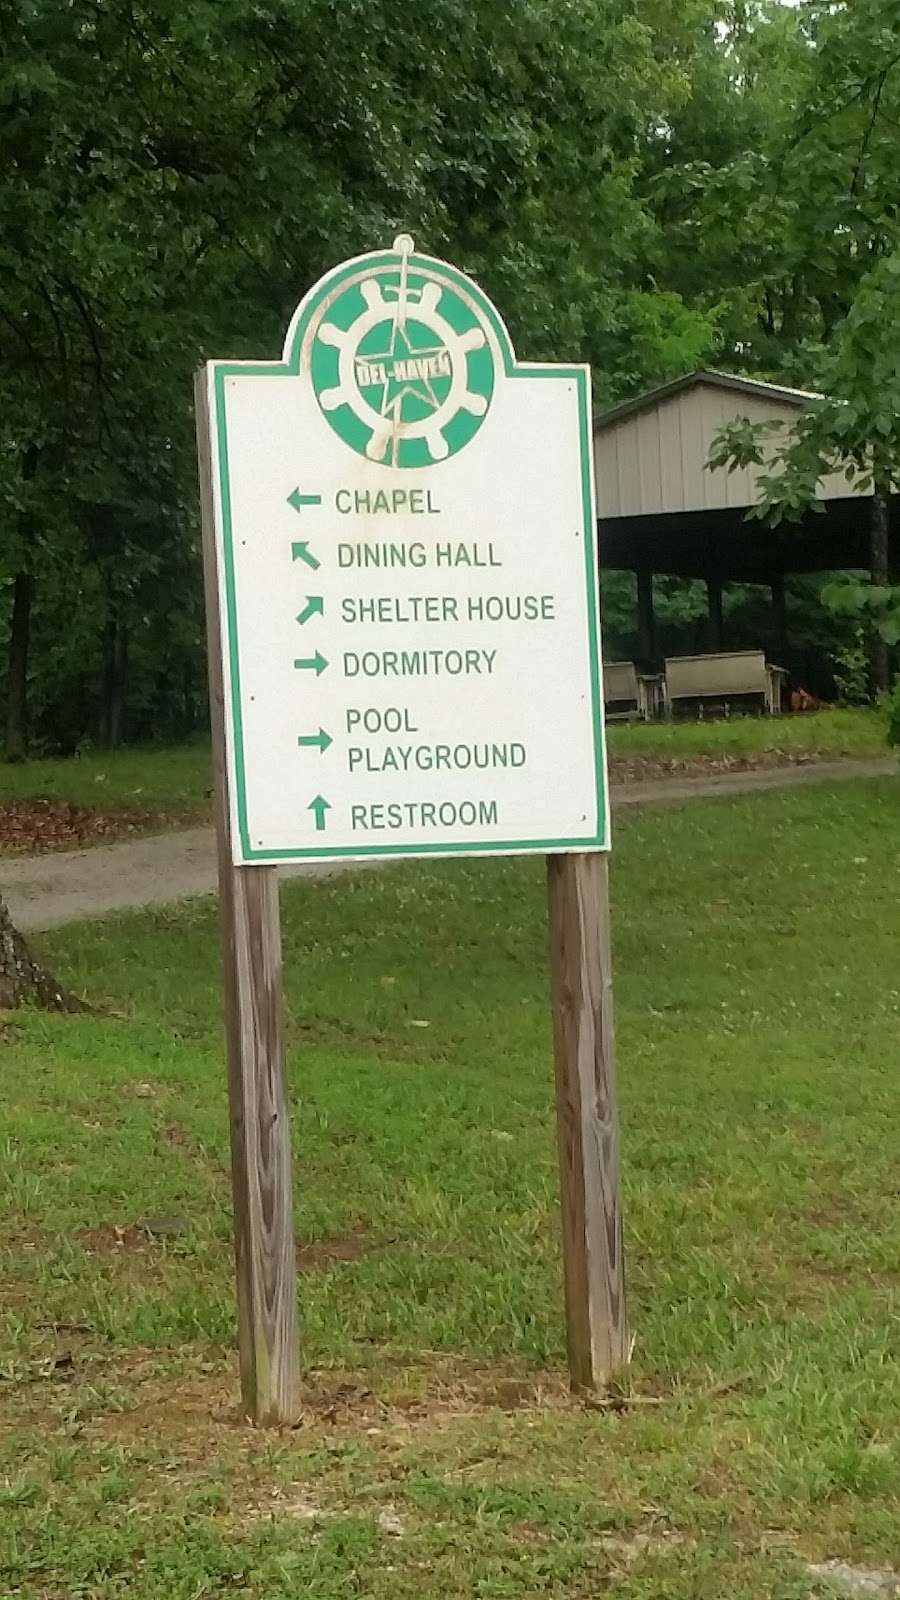 DEL-HAVEN
CHAPEL
DINING HALL
SHELTER HOUSE
DORMITORY
POOL
PLAYGROUND
RESTROOM